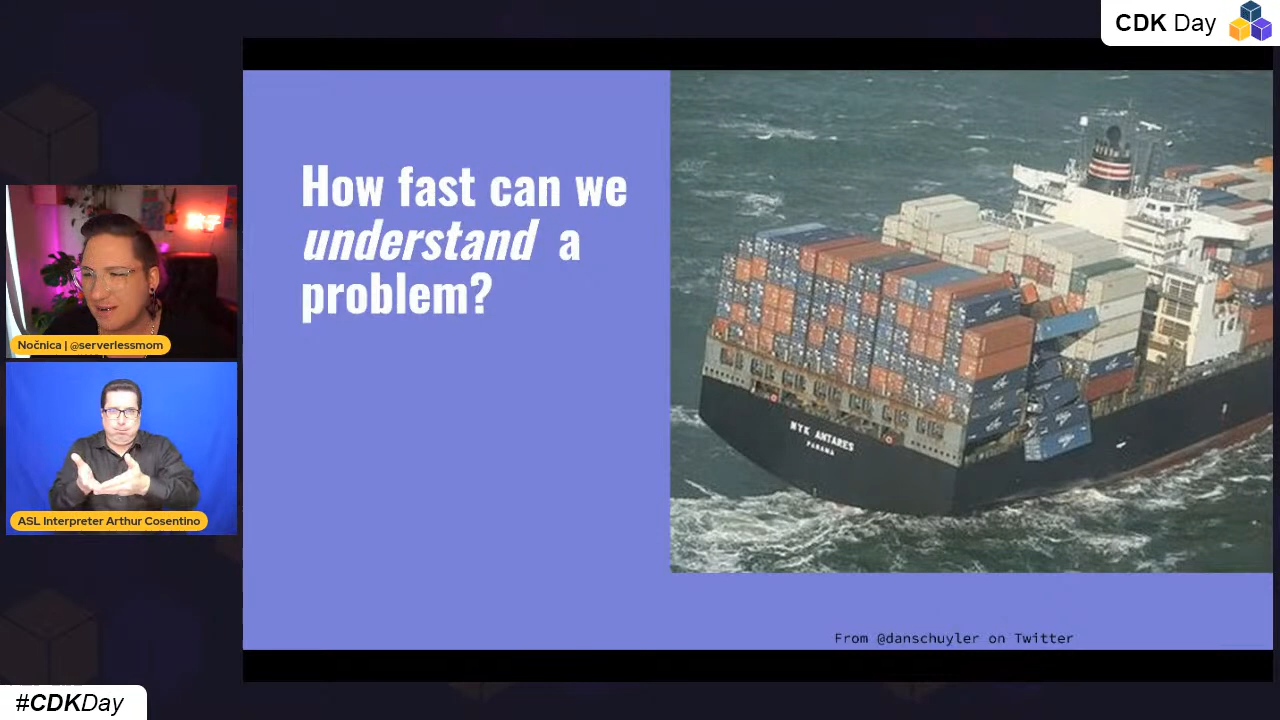 CDK Day
How fast can we
understand a
problem?
NYK ANTARES
PANAMA
Nočnica | @serverlessmom
ASL Interpreter Arthur Cosentino
From @danschuyler on Twitter
#CDKDay